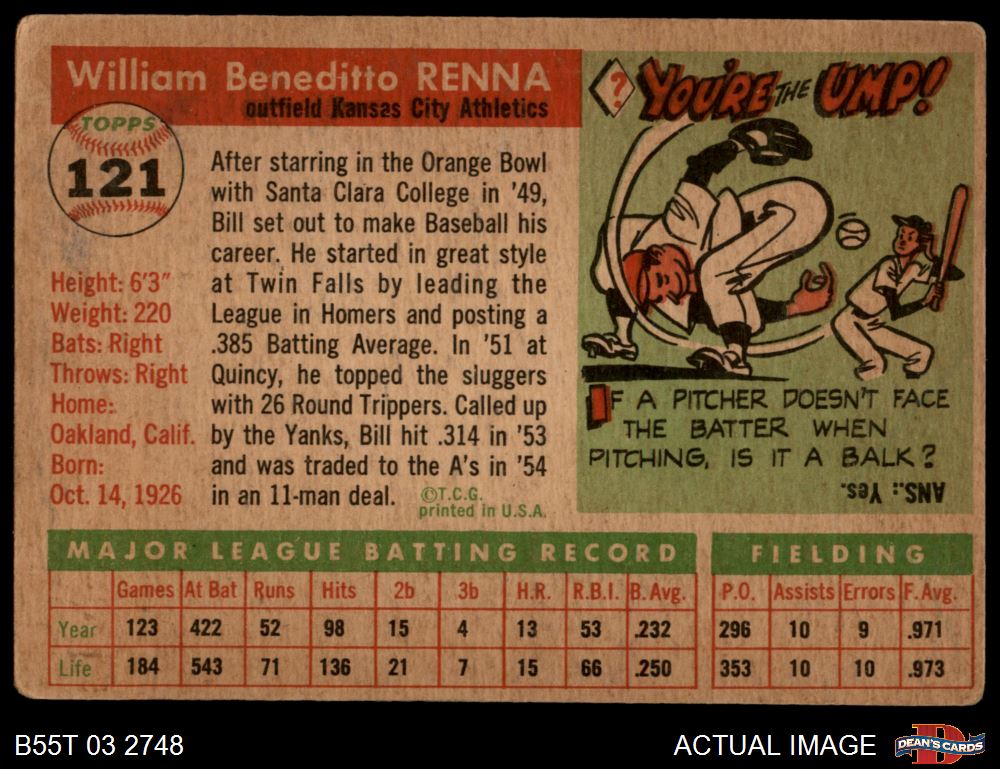 William Beneditto RENNA
outfield Kansas City Athletics
TOPPS
121
Height: 6'3"
Weight: 220
Bats: Right
Throws: Right
Home:
Oakland, Calif.
Born:
Oct. 14, 1926
After starring in the Orange Bowl
with Santa Clara College in '49,
Bill set out to make Baseball his
career. He started in great style
at Twin Falls by leading the
League in Homers and posting a
.385 Batting Average. In '51 at
Quincy, he topped the sluggers
with 26 Round Trippers. Called up
by the Yanks, Bill hit .314 in '53
and was traded to the A's in '54
in an 11-man deal.
©T.C.G.
printed in U.S.A.
? YOU'RE THE UMP!
IF A PITCHER DOESN'T FACE
THE BATTER WHEN
PITCHING, IS IT A BALK?
ANS.: Yes.
MAJOR LEAGUE BATTING RECORD
Games At Bat Runs Hits 2b 3b H.R. R.B.I. B. Avg.
Year 123 422 52 98 15 4 13 53 .232
Life 184 543 71 136 21 7 15 66 .250
FIELDING
P.O. Assists Errors F. Avg.
296 10 9 .971
353 10 10 .973
B55T 03 2748
ACTUAL IMAGE
D
DEAN'S CARDS